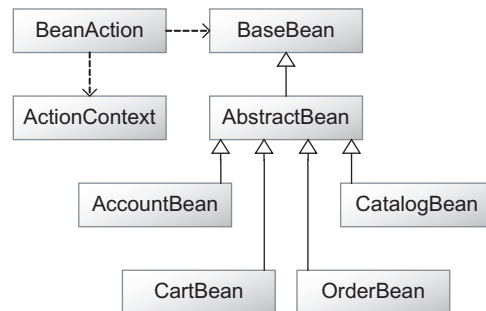 BeanAction
BaseBean
ActionContext
AbstractBean
AccountBean
CatalogBean
CartBean
OrderBean